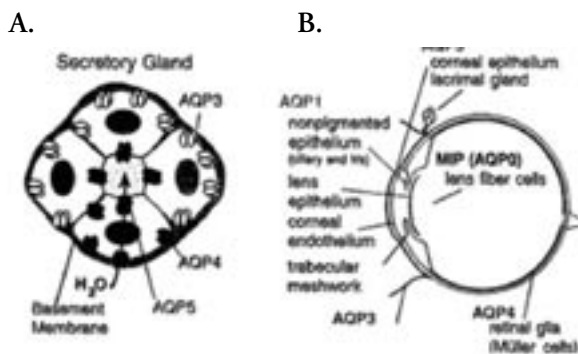 A.
Secretory Gland
AQP3
AQP4
H₂O
AQP5
Basement
Membrane
B.
corneal epithelium
lacrimal gland
AQP1
nonpigmented
epithelium
(ciliary and iris)
MIP (AQP0)
lens fiber cells
lens
epithelium
corneal
endothelium
trabecular
meshwork
AQP3
AQP4
retinal glia
(Müller cells)